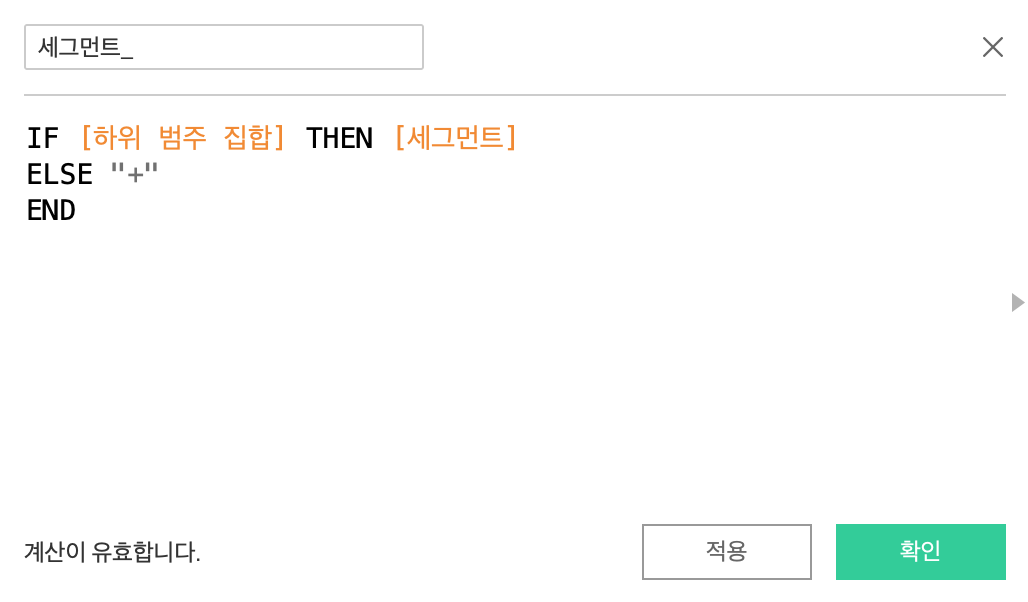 세그먼트_
IF [하위 범주 집합] THEN [세그먼트]
ELSE "+"
END
계산이 유효합니다.
적용
확인